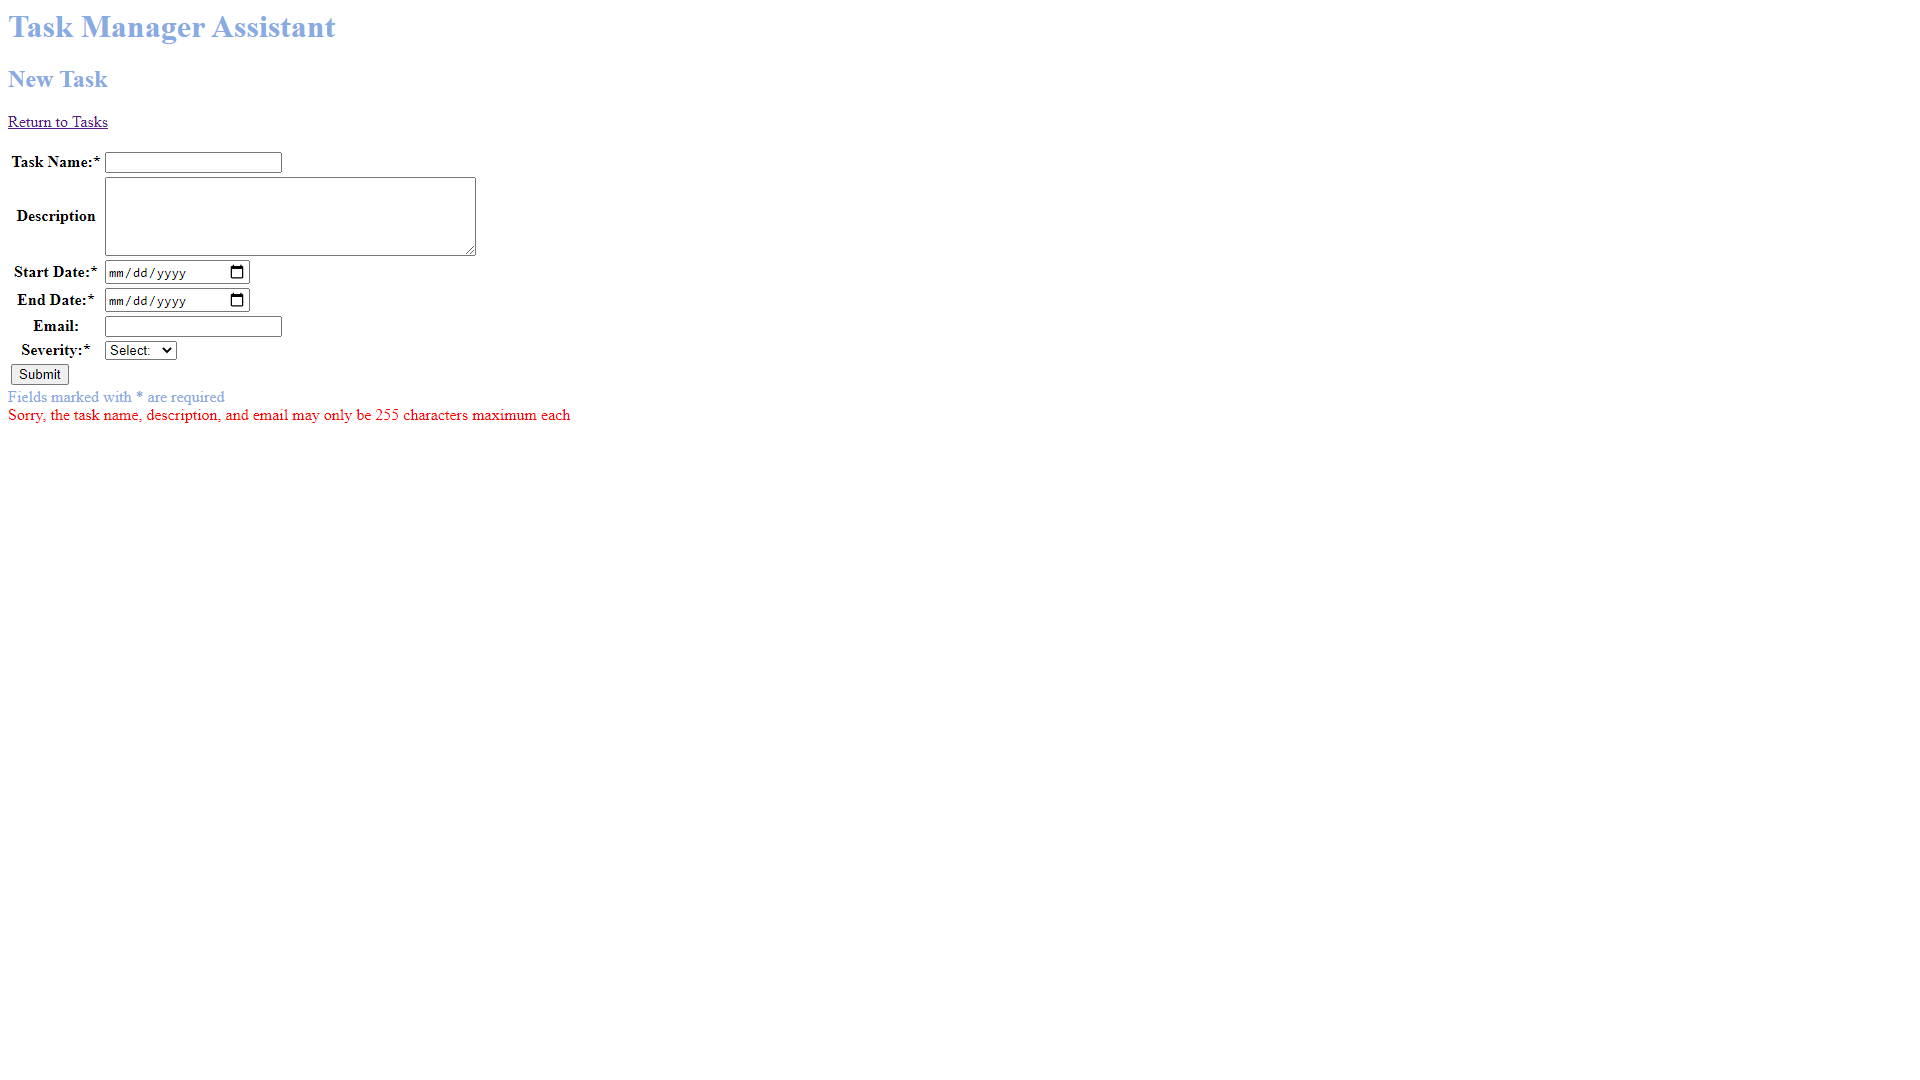 Task Manager Assistant
New Task
Return to Tasks
Task Name:*
Description
Start Date:* mm/dd/yyyy
End Date:* mm/dd/yyyy
Email:
Severity:* Select:
Submit
Fields marked with * are required
Sorry, the task name, description, and email may only be 255 characters maximum each